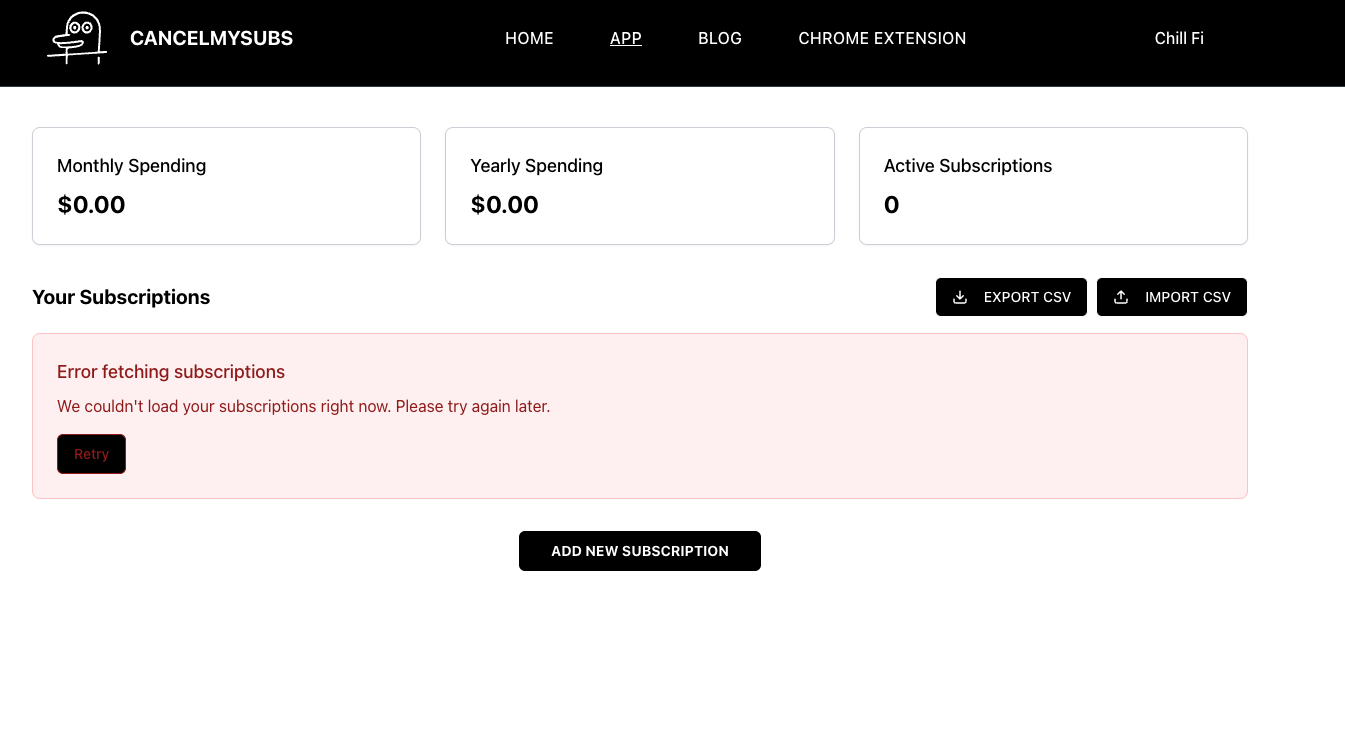 CANCELMYSUBS
HOME
APP
BLOG
CHROME EXTENSION
Chill Fi
Monthly Spending
$0.00
Yearly Spending
$0.00
Active Subscriptions
0
Your Subscriptions
EXPORT CSV
IMPORT CSV
Error fetching subscriptions
We couldn't load your subscriptions right now. Please try again later.
Retry
ADD NEW SUBSCRIPTION